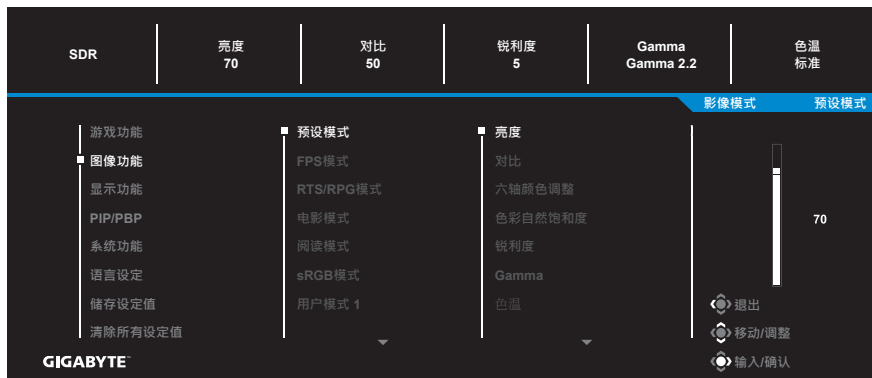 SDR
亮度
70
对比
50
锐利度
5
Gamma
Gamma 2.2
色温
标准
影像模式 预设模式
游戏功能
图像功能
显示功能
PIP/PBP
系统功能
语言设定
储存设定值
清除所有设定值
预设模式
FPS模式
RTS/RPG模式
电影模式
阅读模式
sRGB模式
用户模式 1
亮度
对比
六轴颜色调整
色彩自然饱和度
锐利度
Gamma
色温
70
退出
移动/调整
输入/确认
GIGABYTE